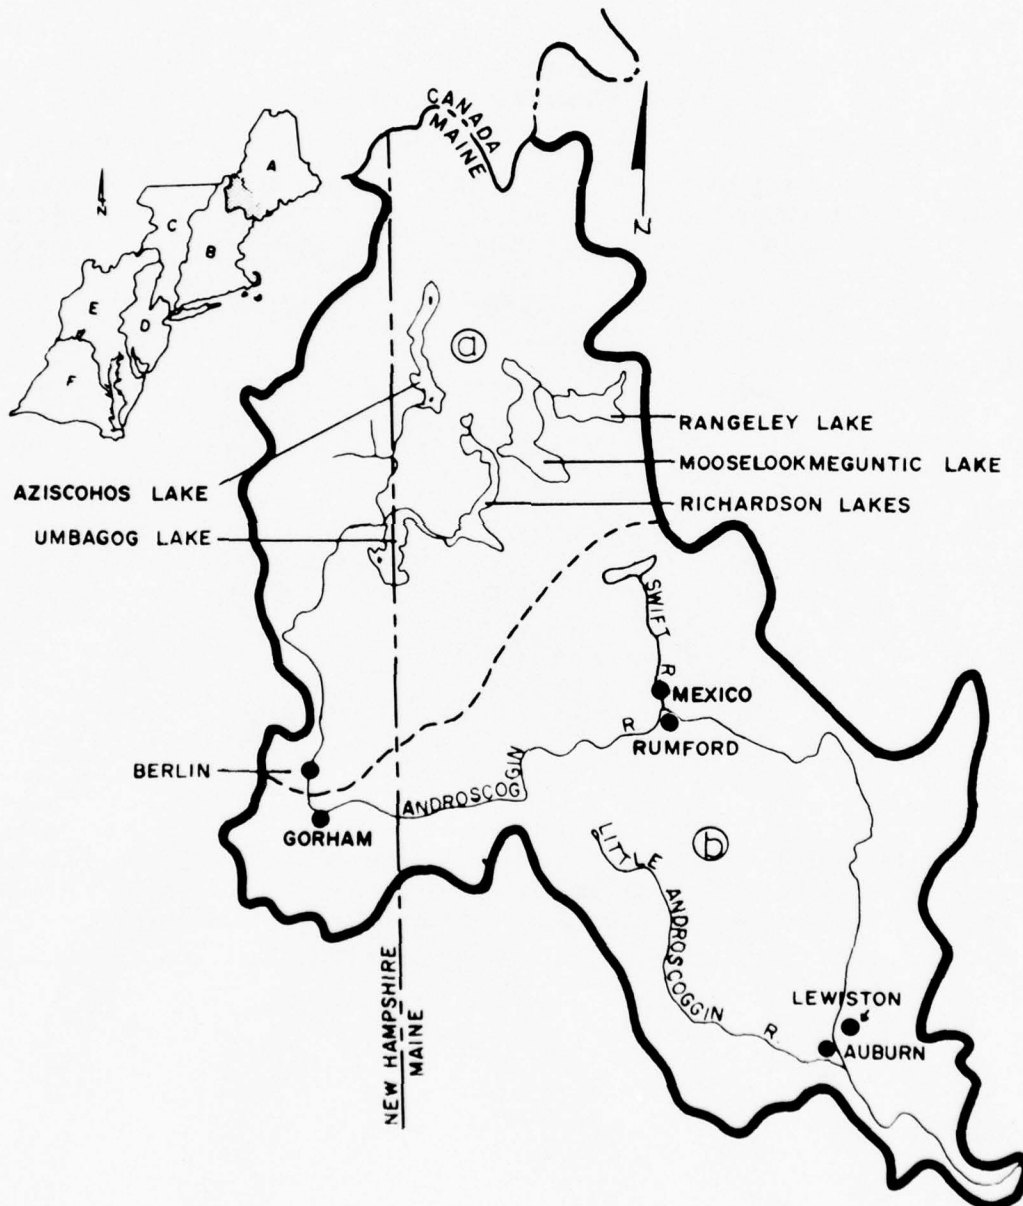 CANADA
MAINE
N
A
C
B
E
D
F
N
a
RANGELEY LAKE
MOOSELOOKMEGUNTIC LAKE
AZISCOHOS LAKE
RICHARDSON LAKES
UMBAGOG LAKE
SWIFT R
MEXICO
R
RUMFORD
BERLIN
ANDROSCOGGIN
GORHAM
b
LITTLE ANDROSCOGGIN R
LEWISTON
AUBURN
NEW HAMPSHIRE
MAINE